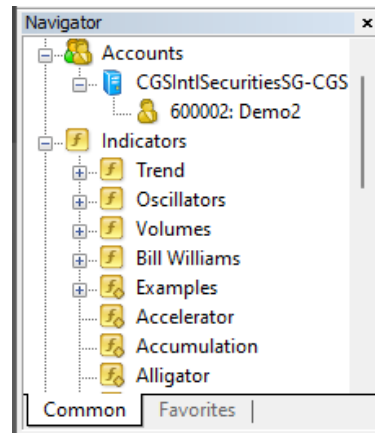 Navigator
Accounts
CGSIntlSecuritiesSG-CGS
600002: Demo2
Indicators
Trend
Oscillators
Volumes
Bill Williams
Examples
Accelerator
Accumulation
Alligator
Common Favorites